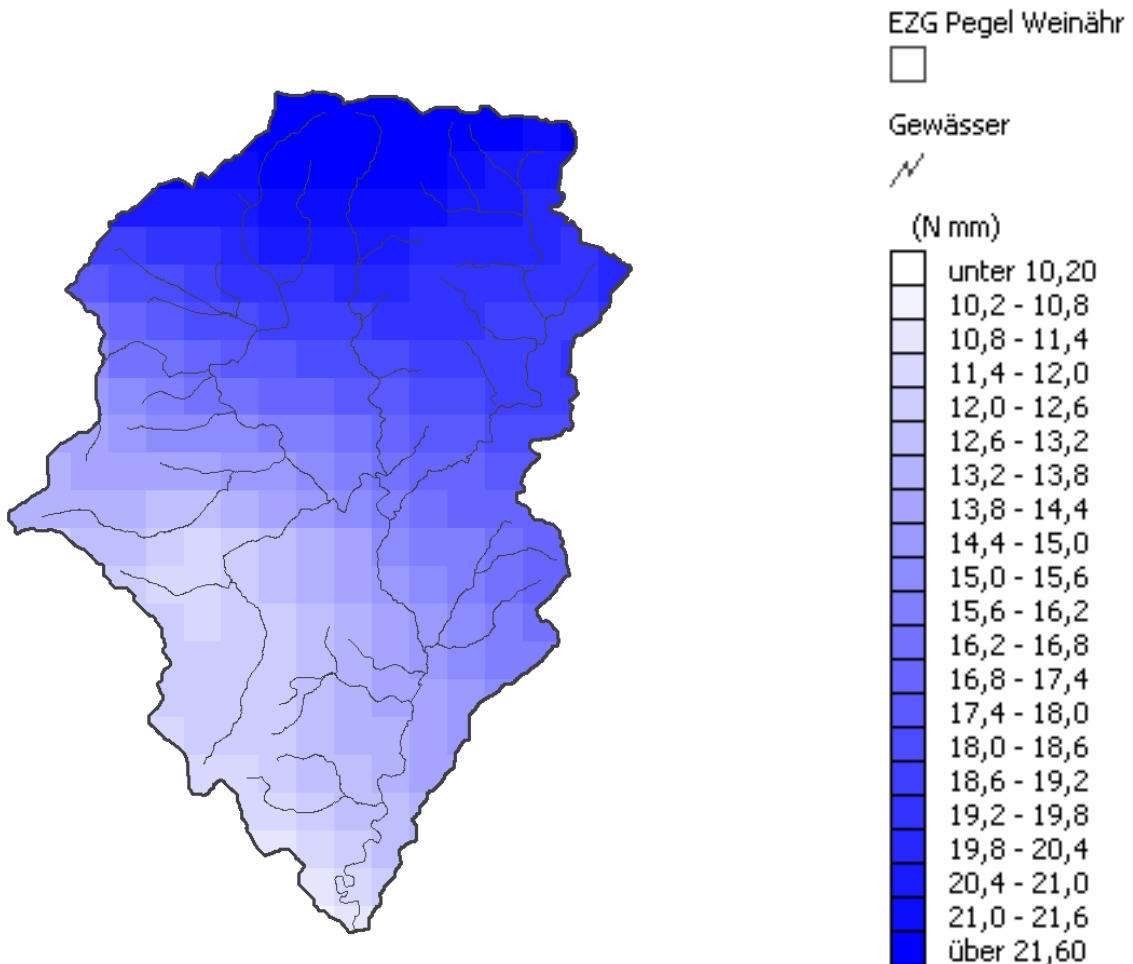 EZG Pegel Weinähr
Gewässer
(N mm)
unter 10,20
10,2 - 10,8
10,8 - 11,4
11,4 - 12,0
12,0 - 12,6
12,6 - 13,2
13,2 - 13,8
13,8 - 14,4
14,4 - 15,0
15,0 - 15,6
15,6 - 16,2
16,2 - 16,8
16,8 - 17,4
17,4 - 18,0
18,0 - 18,6
18,6 - 19,2
19,2 - 19,8
19,8 - 20,4
20,4 - 21,0
21,0 - 21,6
über 21,60